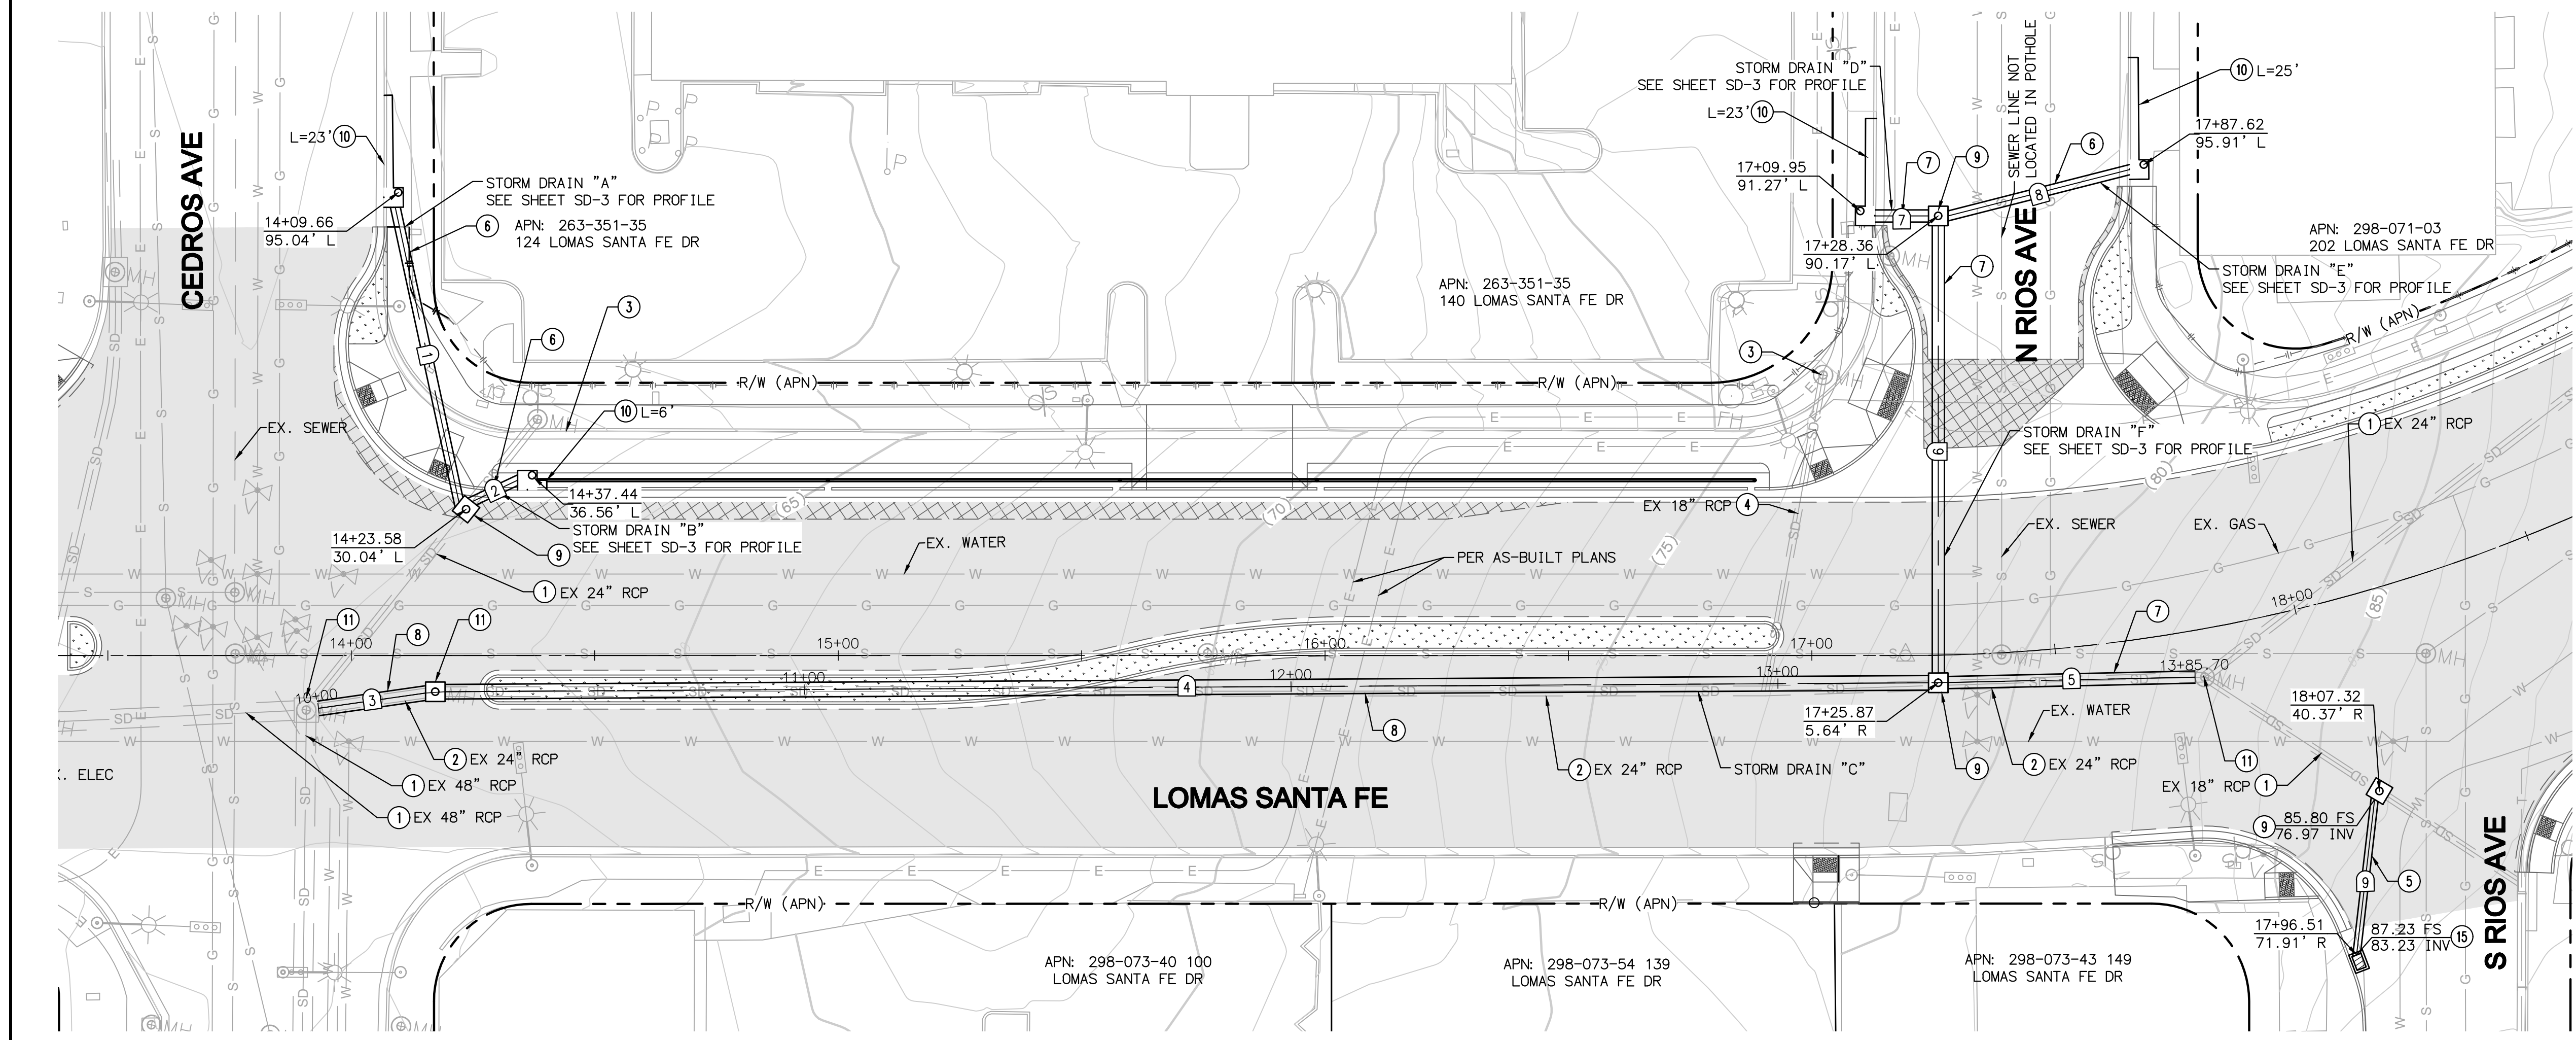 CEDROS AVE
L=23' 10
14+09.66
95.04' L
STORM DRAIN "A"
SEE SHEET SD-3 FOR PROFILE
6
APN: 263-351-35
124 LOMAS SANTA FE DR
1
3
6
2
10 L=6'
14+37.44
36.56' L
STORM DRAIN "B"
SEE SHEET SD-3 FOR PROFILE
9
14+23.58
30.04' L
EX. SEWER
1 EX 24" RCP
EX. WATER
R/W (APN)
R/W (APN)
APN: 263-351-35
140 LOMAS SANTA FE DR
3
STORM DRAIN "D"
SEE SHEET SD-3 FOR PROFILE
L=23' 10
17+09.95
91.27' L
7
7
9
17+28.36
90.17' L
7
SEWER LINE NOT
LOCATED IN POTHOLE
N RIOS AVE
10 L=25'
17+87.62
95.91' L
6
8
APN: 298-071-03
202 LOMAS SANTA FE DR
STORM DRAIN "E"
SEE SHEET SD-3 FOR PROFILE
R/W (APN)
6
STORM DRAIN "F"
SEE SHEET SD-3 FOR PROFILE
1 EX 24" RCP
EX 18" RCP 4
PER AS-BUILT PLANS
EX. SEWER
EX. GAS
(65)
(70)
(75)
(80)
(85)
11
8
11
10+00
14+00
3
15+00
11+00
16+00
12+00
4
17+00
13+00
5
7
13+85.70
18+00
2 EX 24" RCP
1 EX 48" RCP
1 EX 48" RCP
8
2 EX 24" RCP
STORM DRAIN "C"
17+25.87
5.64' R
9
EX. WATER
2 EX 24" RCP
11
EX 18" RCP 1
18+07.32
40.37' R
9
85.80 FS
76.97 INV
5
9
17+96.51
71.91' R
87.23 FS
83.23 INV
15
S RIOS AVE
LOMAS SANTA FE
. ELEC
R/W (APN)
R/W (APN)
APN: 298-073-40 100
LOMAS SANTA FE DR
APN: 298-073-54 139
LOMAS SANTA FE DR
APN: 298-073-43 149
LOMAS SANTA FE DR